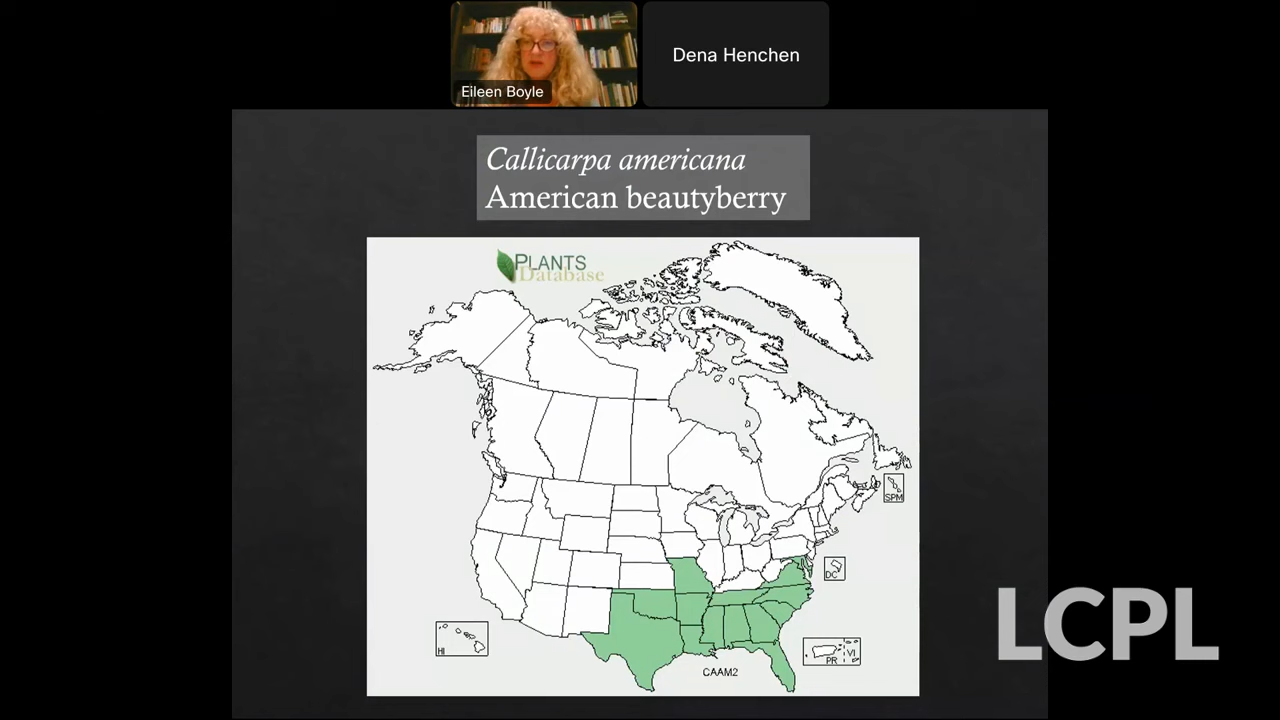 Eileen Boyle
Dena Henchen
Callicarpa americana
American beautyberry
PLANTS
Database
SPM
DC
HI
PR
VI
CAAM2
LCPL